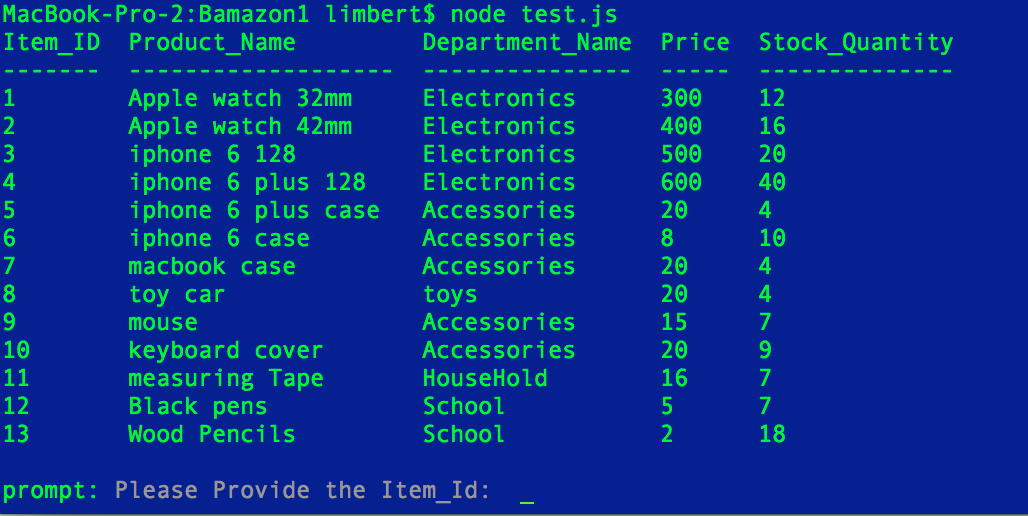 MacBook-Pro-2:Bamazon1 limbert$ node test.js
Item_ID  Product_Name         Department_Name  Price  Stock_Quantity
-------  -------------------  ---------------  -----  --------------
1        Apple watch 32mm     Electronics      300    12
2        Apple watch 42mm     Electronics      400    16
3        iphone 6 128         Electronics      500    20
4        iphone 6 plus 128    Electronics      600    40
5        iphone 6 plus case   Accessories      20     4
6        iphone 6 case        Accessories      8      10
7        macbook case         Accessories      20     4
8        toy car              toys             20     4
9        mouse                Accessories      15     7
10       keyboard cover       Accessories      20     9
11       measuring Tape       HouseHold        16     7
12       Black pens           School           5      7
13       Wood Pencils         School           2      18
prompt: Please Provide the Item_Id:  _